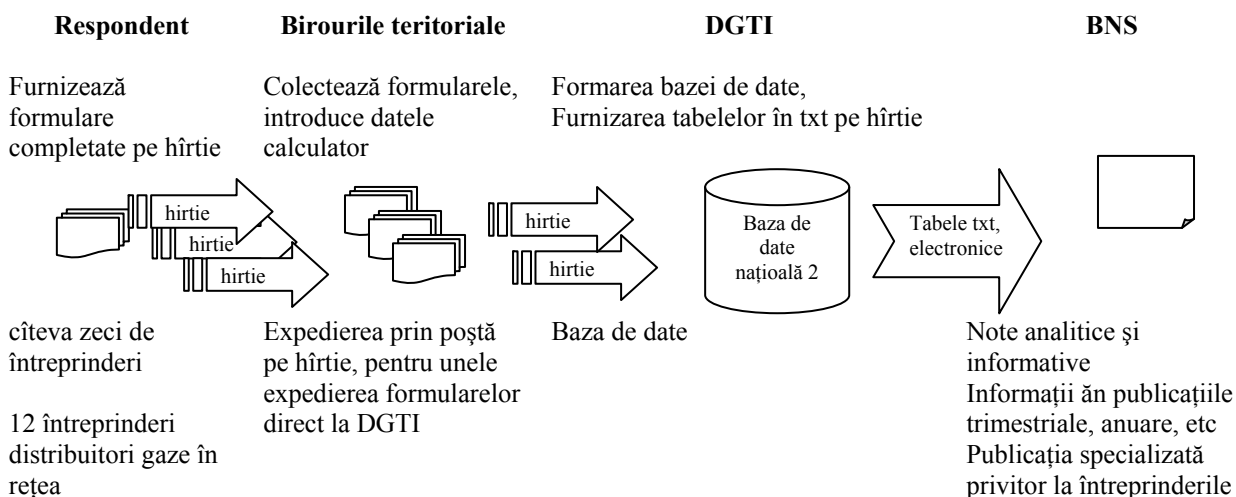 Respondent
Birourile teritoriale
DGTI
BNS
Furnizează
formulare
completate pe hîrtie
Colectează formularele,
introduce datele
calculator
Formarea bazei de date,
Furnizarea tabelelor în txt pe hîrtie
hirtie
hirtie
hirtie
hirtie
hirtie
Baza de
date
națioală 2
Tabele txt,
electronice
cîteva zeci de
întreprinderi
12 întreprinderi
distribuitori gaze în
rețea
Expedierea prin poştă
pe hîrtie, pentru unele
expedierea formularelor
direct la DGTI
Baza de date
Note analitice şi
informative
Informații ăn publicațiile
trimestriale, anuare, etc
Publicația specializată
privitor la întreprinderile